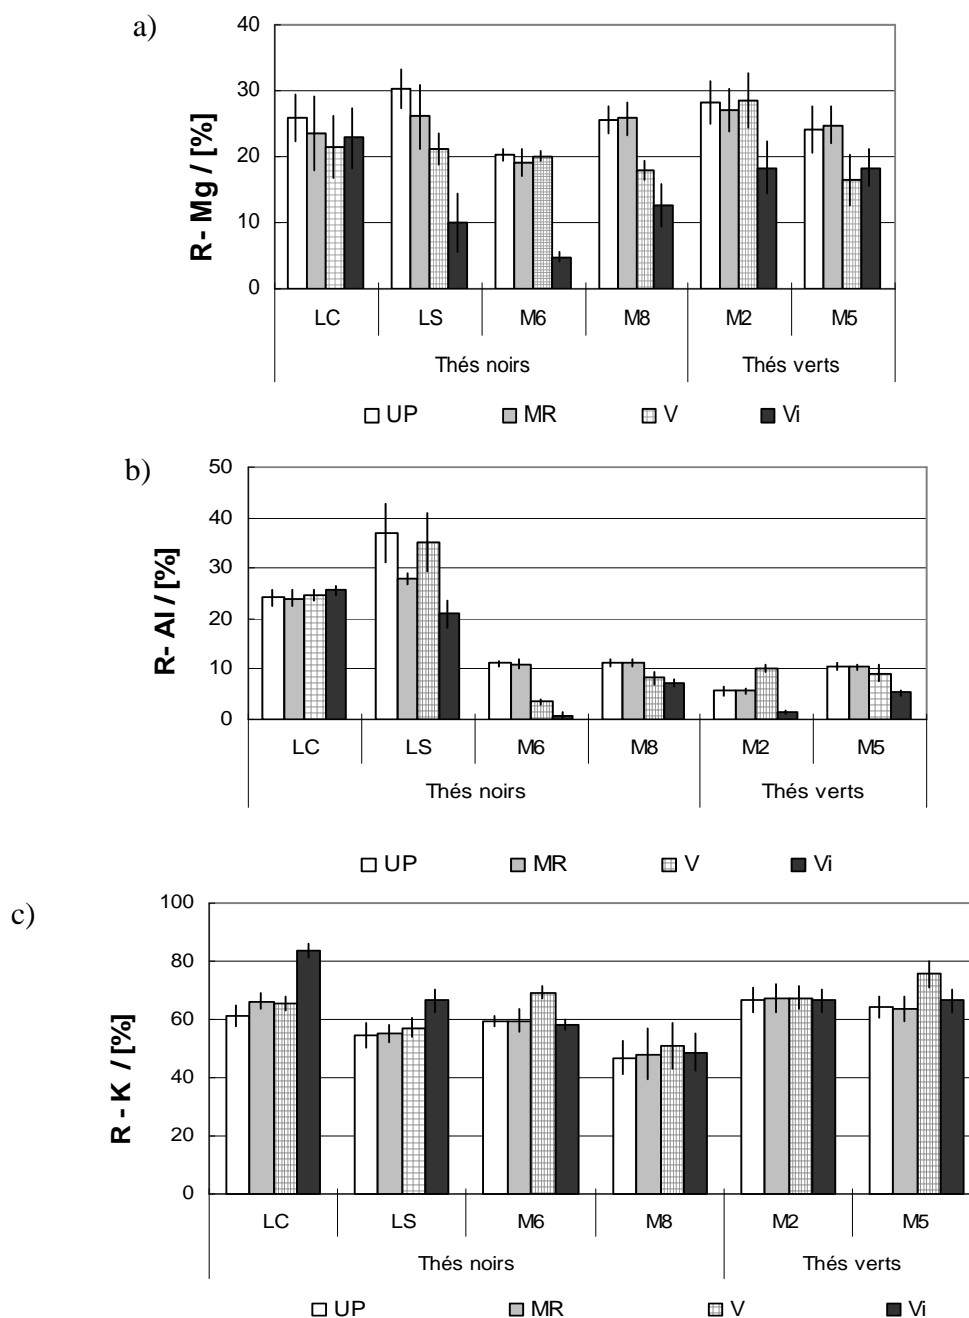 a)
R - Mg / [%]
40
30
20
10
0
LC LS M6 M8 M2 M5
Thés noirs Thés verts
UP MR V Vi
b)
R- Al / [%]
50
40
30
20
10
0
LC LS M6 M8 M2 M5
Thés noirs Thés verts
UP MR V Vi
c)
R - K / [%]
100
80
60
40
20
0
LC LS M6 M8 M2 M5
Thés noirs Thés verts
UP MR V Vi